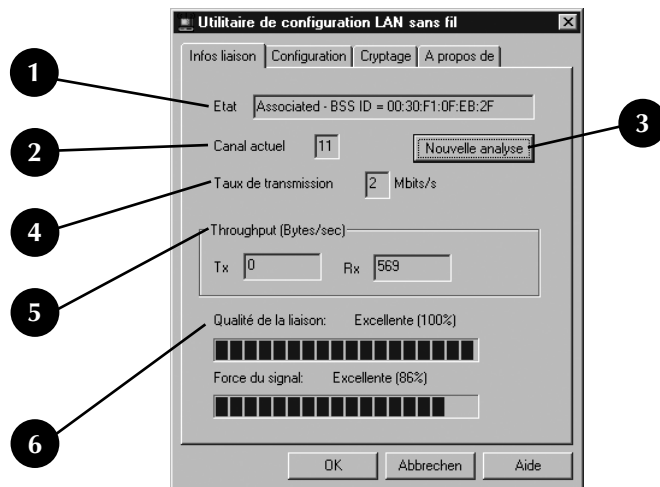 Utilitaire de configuration LAN sans fil
Infos liaison Configuration Cryptage A propos de
1
Etat Associated - BSS ID = 00:30:F1:0F:EB:2F
3
2
Canal actuel 11 Nouvelle analyse
4
Taux de transmission 2 Mbits/s
Throughput (Bytes/sec)
5
Tx 0 Rx 569
Qualité de la liaison: Excellente (100%)
Force du signal: Excellente (86%)
6
OK Abbrechen Aide